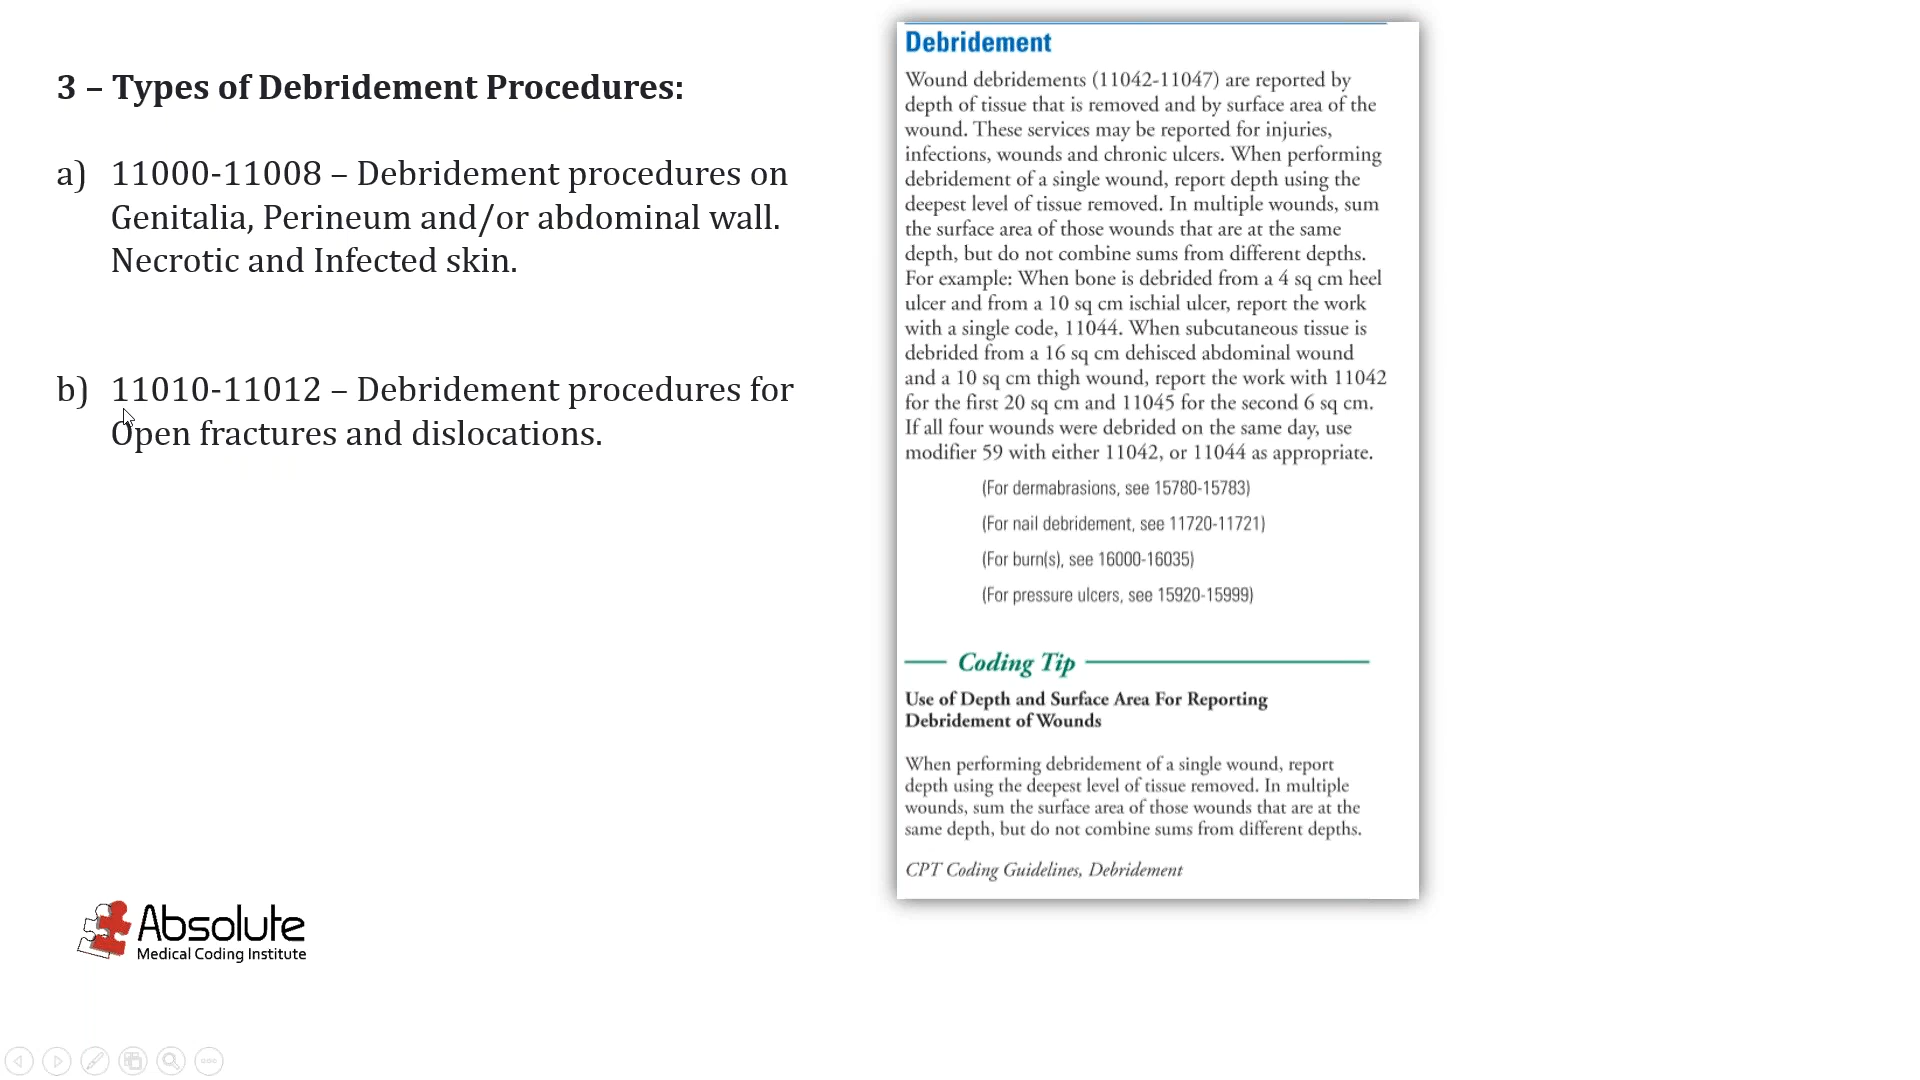 3 – Types of Debridement Procedures:
a) 11000-11008 – Debridement procedures on
Genitalia, Perineum and/or abdominal wall.
Necrotic and Infected skin.
b) 11010-11012 – Debridement procedures for
Open fractures and dislocations.
Absolute
Medical Coding Institute
Debridement
Wound debridements (11042-11047) are reported by
depth of tissue that is removed and by surface area of the
wound. These services may be reported for injuries,
infections, wounds and chronic ulcers. When performing
debridement of a single wound, report depth using the
deepest level of tissue removed. In multiple wounds, sum
the surface area of those wounds that are at the same
depth, but do not combine sums from different depths.
For example: When bone is debrided from a 4 sq cm heel
ulcer and from a 10 sq cm ischial ulcer, report the work
with a single code, 11044. When subcutaneous tissue is
debrided from a 16 sq cm dehisced abdominal wound
and a 10 sq cm thigh wound, report the work with 11042
for the first 20 sq cm and 11045 for the second 6 sq cm.
If all four wounds were debrided on the same day, use
modifier 59 with either 11042, or 11044 as appropriate.
(For dermabrasions, see 15780-15783)
(For nail debridement, see 11720-11721)
(For burn(s), see 16000-16035)
(For pressure ulcers, see 15920-15999)
Coding Tip
Use of Depth and Surface Area For Reporting
Debridement of Wounds
When performing debridement of a single wound, report
depth using the deepest level of tissue removed. In multiple
wounds, sum the surface area of those wounds that are at the
same depth, but do not combine sums from different depths.
CPT Coding Guidelines, Debridement